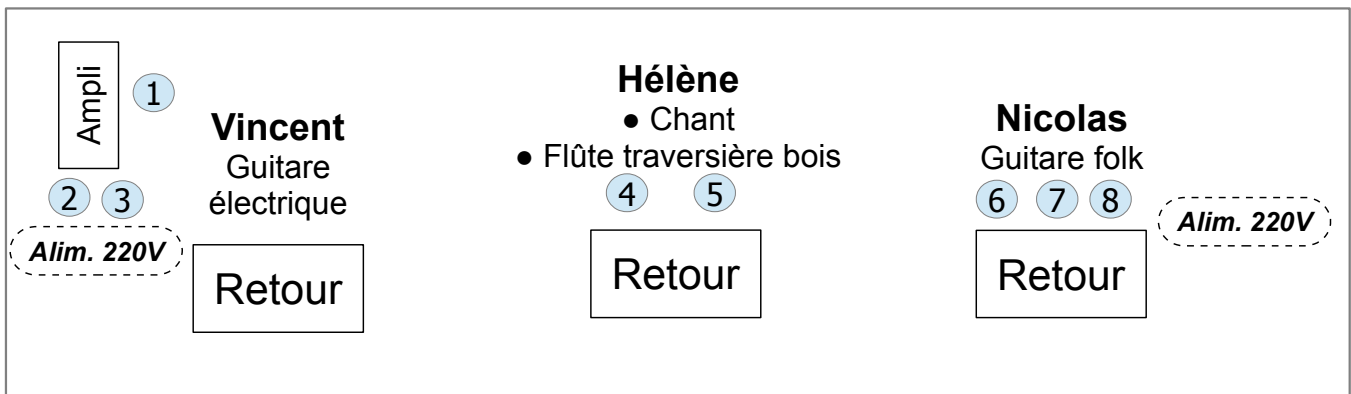 Ampli
1
2 3
Alim. 220V
Vincent
Guitare
électrique
Retour
Hélène
● Chant
● Flûte traversière bois
4 5
Retour
Nicolas
Guitare folk
6 7 8
Alim. 220V
Retour